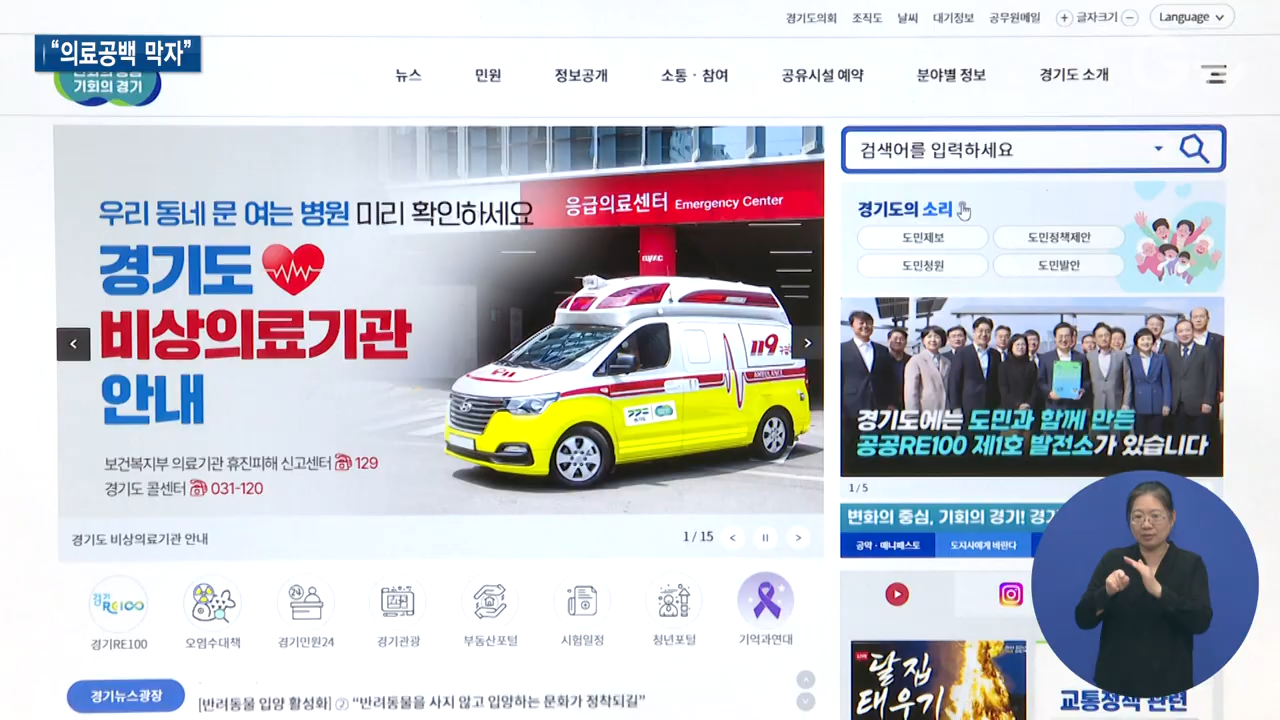 경기도의회 조직도 날씨 대기정보 공무원메일 + 글자크기 − Language
“의료공백 막자”
기회의 경기
뉴스 민원 정보공개 소통 · 참여 공유시설 예약 분야별 정보 경기도 소개
우리 동네 문 여는 병원 미리 확인하세요
경기도
비상의료기관
안내
보건복지부 의료기관 휴진피해 신고센터 129
경기도 콜센터 031-120
응급의료센터 Emergency Center
119
AMBULANCE
경기도 비상의료기관 안내
1 / 15
검색어를 입력하세요
경기도의 소리
도민제보 도민정책제안
도민청원 도민발안
경기도에는 도민과 함께 만든
공공RE100 제1호 발전소가 있습니다
1 / 5
변화의 중심, 기회의 경기!
공약 · 매니페스토 도지사에게 바란다
경기 RE100
24
경기RE100 오염수대책 경기민원24 경기관광 부동산포털 시험일정 청년포털 기억과연대
경기뉴스광장
[반려동물 입양 활성화] ② “반려동물을 사지 않고 입양하는 문화가 정착되길”
LIVE
달집
태우기
교통정책 관련